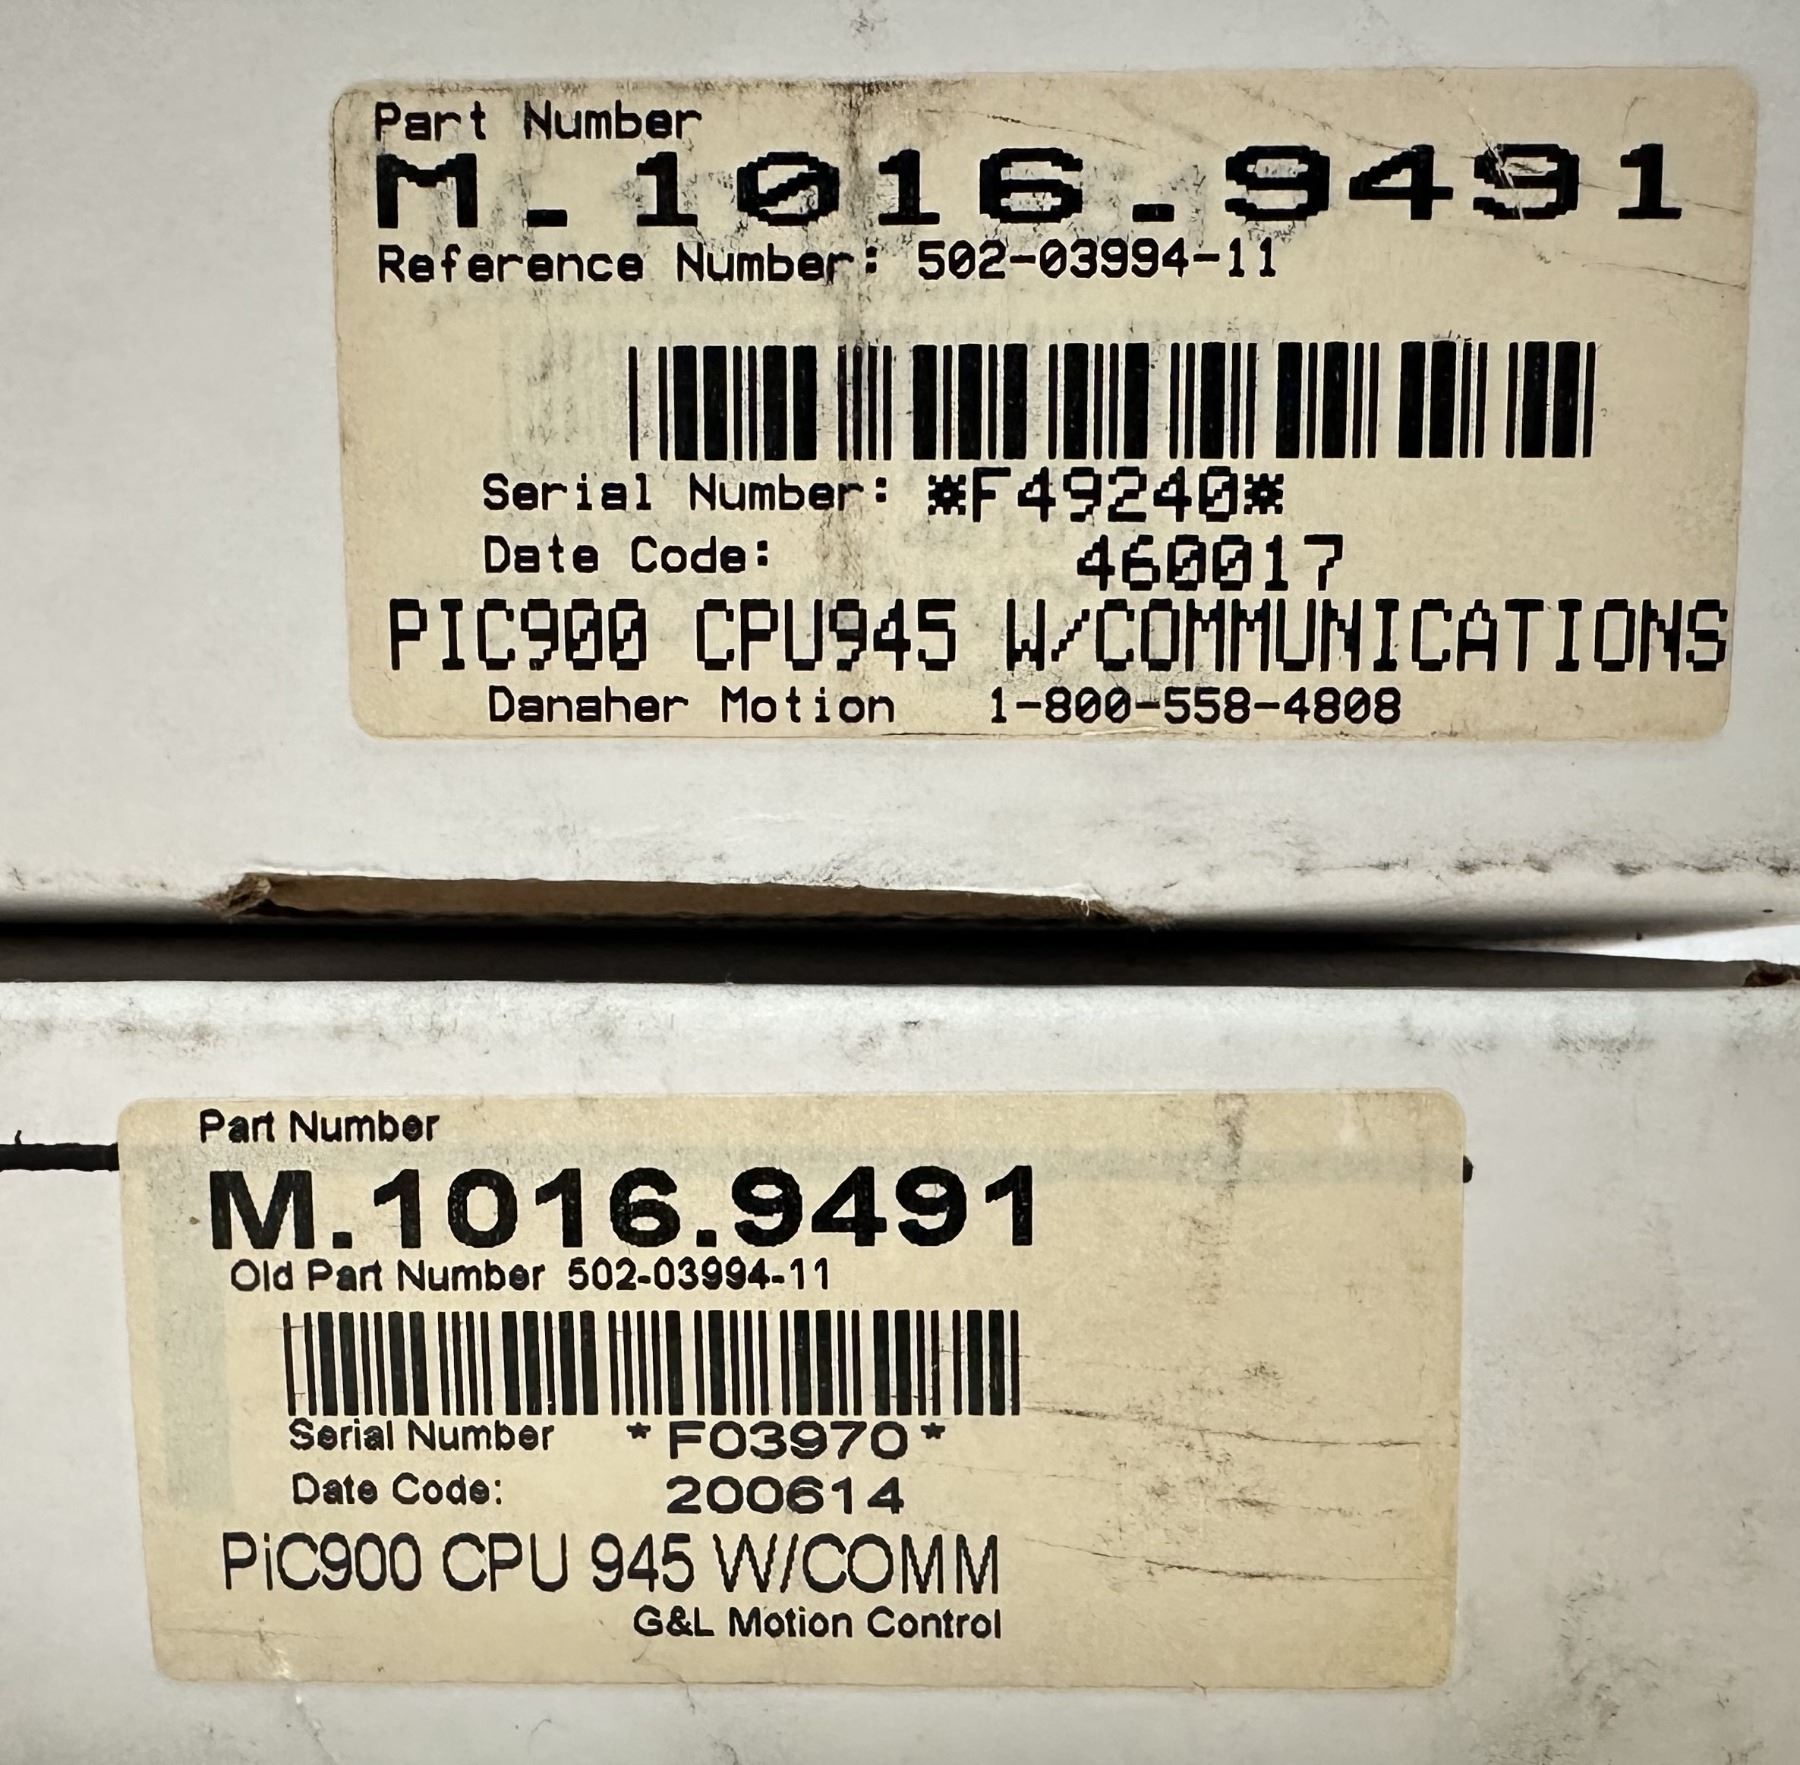 Part Number
M.1016.9491
Reference Number: 502-03994-11
Serial Number: *F49240*
Date Code: 460017
PIC900 CPU945 W/COMMUNICATIONS
Danaher Motion 1-800-558-4808
Part Number
M.1016.9491
Old Part Number 502-03994-11
Serial Number *F03970*
Date Code: 200614
PiC900 CPU 945 W/COMM
G&L Motion Control